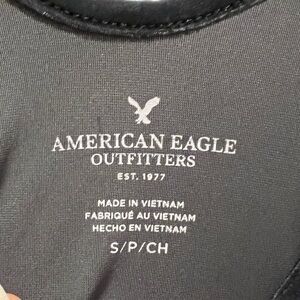 AMERICAN EAGLE
OUTFITTERS
EST. 1977
MADE IN VIETNAM
FABRIQUÉ AU VIETNAM
HECHO EN VIETNAM
S/P/CH